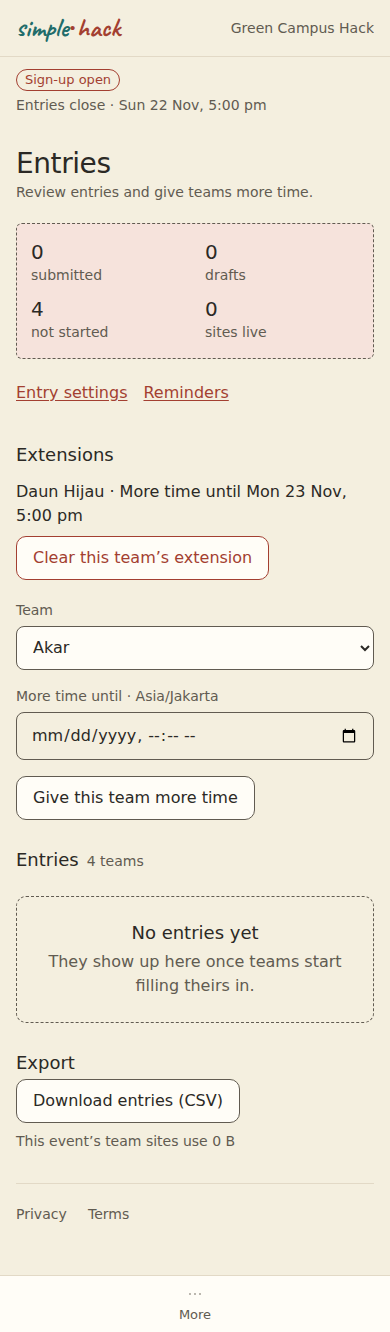 simple•hack
Green Campus Hack
Sign-up open
Entries close · Sun 22 Nov, 5:00 pm
Entries
Review entries and give teams more time.
0
submitted
0
drafts
4
not started
0
sites live
Entry settings
Reminders
Extensions
Daun Hijau · More time until Mon 23 Nov,
5:00 pm
Clear this team’s extension
Team
Akar
More time until · Asia/Jakarta
mm/dd/yyyy, --:-- --
Give this team more time
Entries 4 teams
No entries yet
They show up here once teams start
filling theirs in.
Export
Download entries (CSV)
This event’s team sites use 0 B
Privacy
Terms
...
More